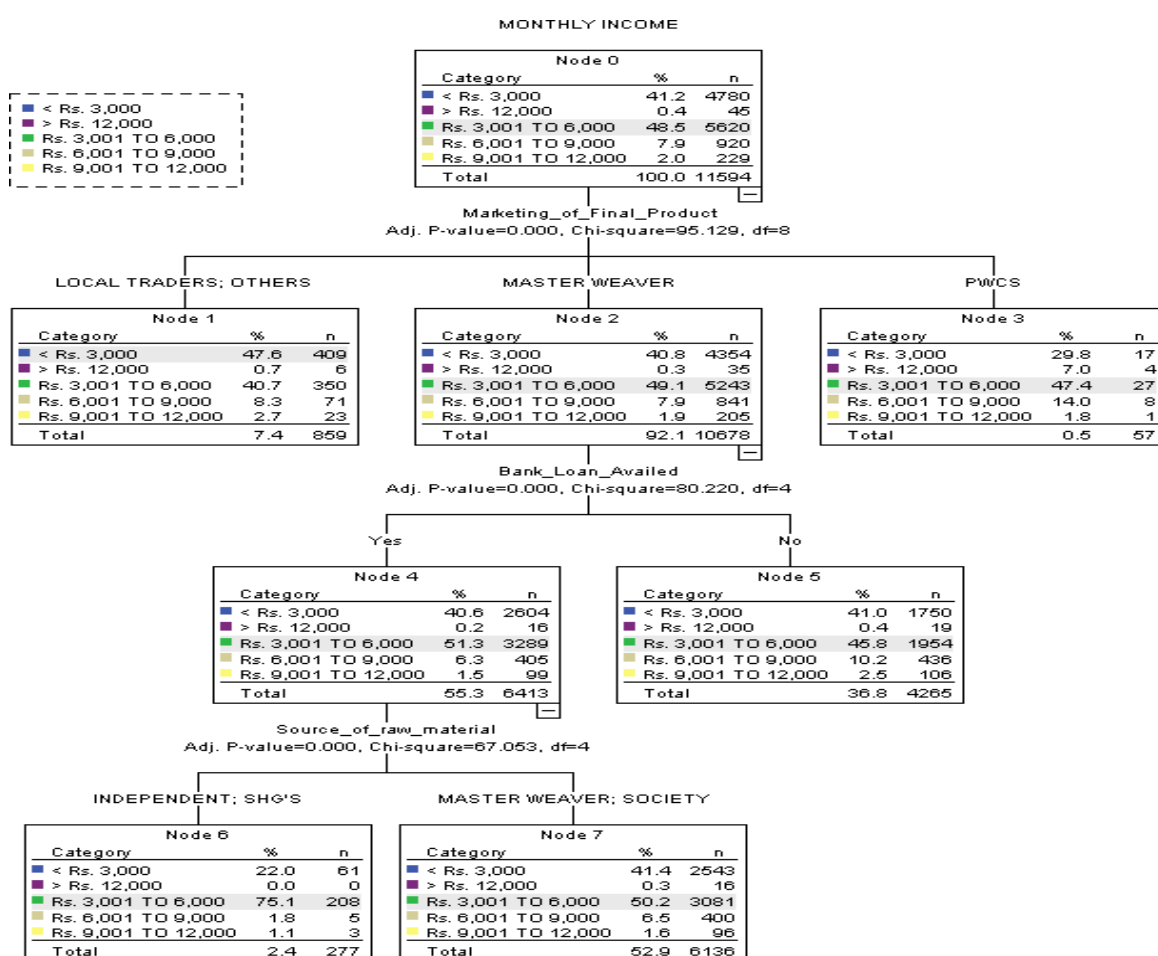 MONTHLY INCOME
< Rs. 3,000
> Rs. 12,000
Rs. 3,001 TO 6,000
Rs. 6,001 TO 9,000
Rs. 9,001 TO 12,000
Node 0
Category % n
< Rs. 3,000 41.2 4780
> Rs. 12,000 0.4 45
Rs. 3,001 TO 6,000 48.5 5620
Rs. 6,001 TO 9,000 7.9 920
Rs. 9,001 TO 12,000 2.0 229
Total 100.0 11594
Marketing_of_Final_Product
Adj. P-value=0.000, Chi-square=95.129, df=8
LOCAL TRADERS; OTHERS
Node 1
Category % n
< Rs. 3,000 47.6 409
> Rs. 12,000 0.7 6
Rs. 3,001 TO 6,000 40.7 350
Rs. 6,001 TO 9,000 8.3 71
Rs. 9,001 TO 12,000 2.7 23
Total 7.4 859
MASTER WEAVER
Node 2
Category % n
< Rs. 3,000 40.8 4354
> Rs. 12,000 0.3 35
Rs. 3,001 TO 6,000 49.1 5243
Rs. 6,001 TO 9,000 7.9 841
Rs. 9,001 TO 12,000 1.9 205
Total 92.1 10678
PWCS
Node 3
Category % n
< Rs. 3,000 29.8 17
> Rs. 12,000 7.0 4
Rs. 3,001 TO 6,000 47.4 27
Rs. 6,001 TO 9,000 14.0 8
Rs. 9,001 TO 12,000 1.8 1
Total 0.5 57
Bank_Loan_Availed
Adj. P-value=0.000, Chi-square=80.220, df=4
Yes
Node 4
Category % n
< Rs. 3,000 40.6 2604
> Rs. 12,000 0.2 16
Rs. 3,001 TO 6,000 51.3 3289
Rs. 6,001 TO 9,000 6.3 405
Rs. 9,001 TO 12,000 1.5 99
Total 55.3 6413
No
Node 5
Category % n
< Rs. 3,000 41.0 1750
> Rs. 12,000 0.4 19
Rs. 3,001 TO 6,000 45.8 1954
Rs. 6,001 TO 9,000 10.2 436
Rs. 9,001 TO 12,000 2.5 106
Total 36.8 4265
Source_of_raw_material
Adj. P-value=0.000, Chi-square=67.053, df=4
INDEPENDENT; SHG'S
Node 6
Category % n
< Rs. 3,000 22.0 61
> Rs. 12,000 0.0 0
Rs. 3,001 TO 6,000 75.1 208
Rs. 6,001 TO 9,000 1.8 5
Rs. 9,001 TO 12,000 1.1 3
Total 2.4 277
MASTER WEAVER; SOCIETY
Node 7
Category % n
< Rs. 3,000 41.4 2543
> Rs. 12,000 0.3 16
Rs. 3,001 TO 6,000 50.2 3081
Rs. 6,001 TO 9,000 6.5 400
Rs. 9,001 TO 12,000 1.6 96
Total 52.9 6136